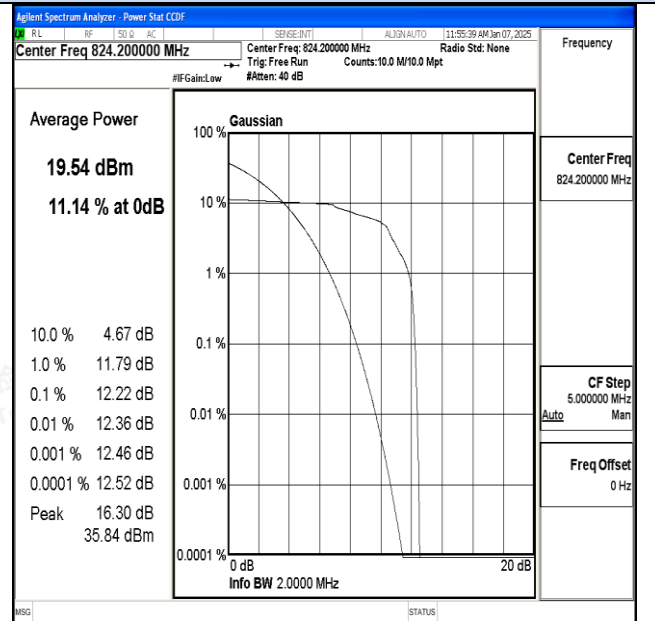 Agilent Spectrum Analyzer - Power Stat CCDF
RL RF 50 Ω AC SENSE:INT ALIGN AUTO 11:55:39 AM Jan 07, 2025
Center Freq 824.200000 MHz
Center Freq: 824.200000 MHz Radio Std: None
Trig: Free Run Counts:10.0 M/10.0 Mpt
#IFGain:Low #Atten: 40 dB
Frequency
Average Power
19.54 dBm
11.14 % at 0dB
10.0 % 4.67 dB
1.0 % 11.79 dB
0.1 % 12.22 dB
0.01 % 12.36 dB
0.001 % 12.46 dB
0.0001 % 12.52 dB
Peak 16.30 dB
35.84 dBm
Gaussian
100 %
10 %
1 %
0.1 %
0.01 %
0.001 %
0.0001 %
0 dB 20 dB
Info BW 2.0000 MHz
Center Freq
824.200000 MHz
CF Step
5.000000 MHz
Auto Man
Freq Offset
0 Hz
MSG STATUS